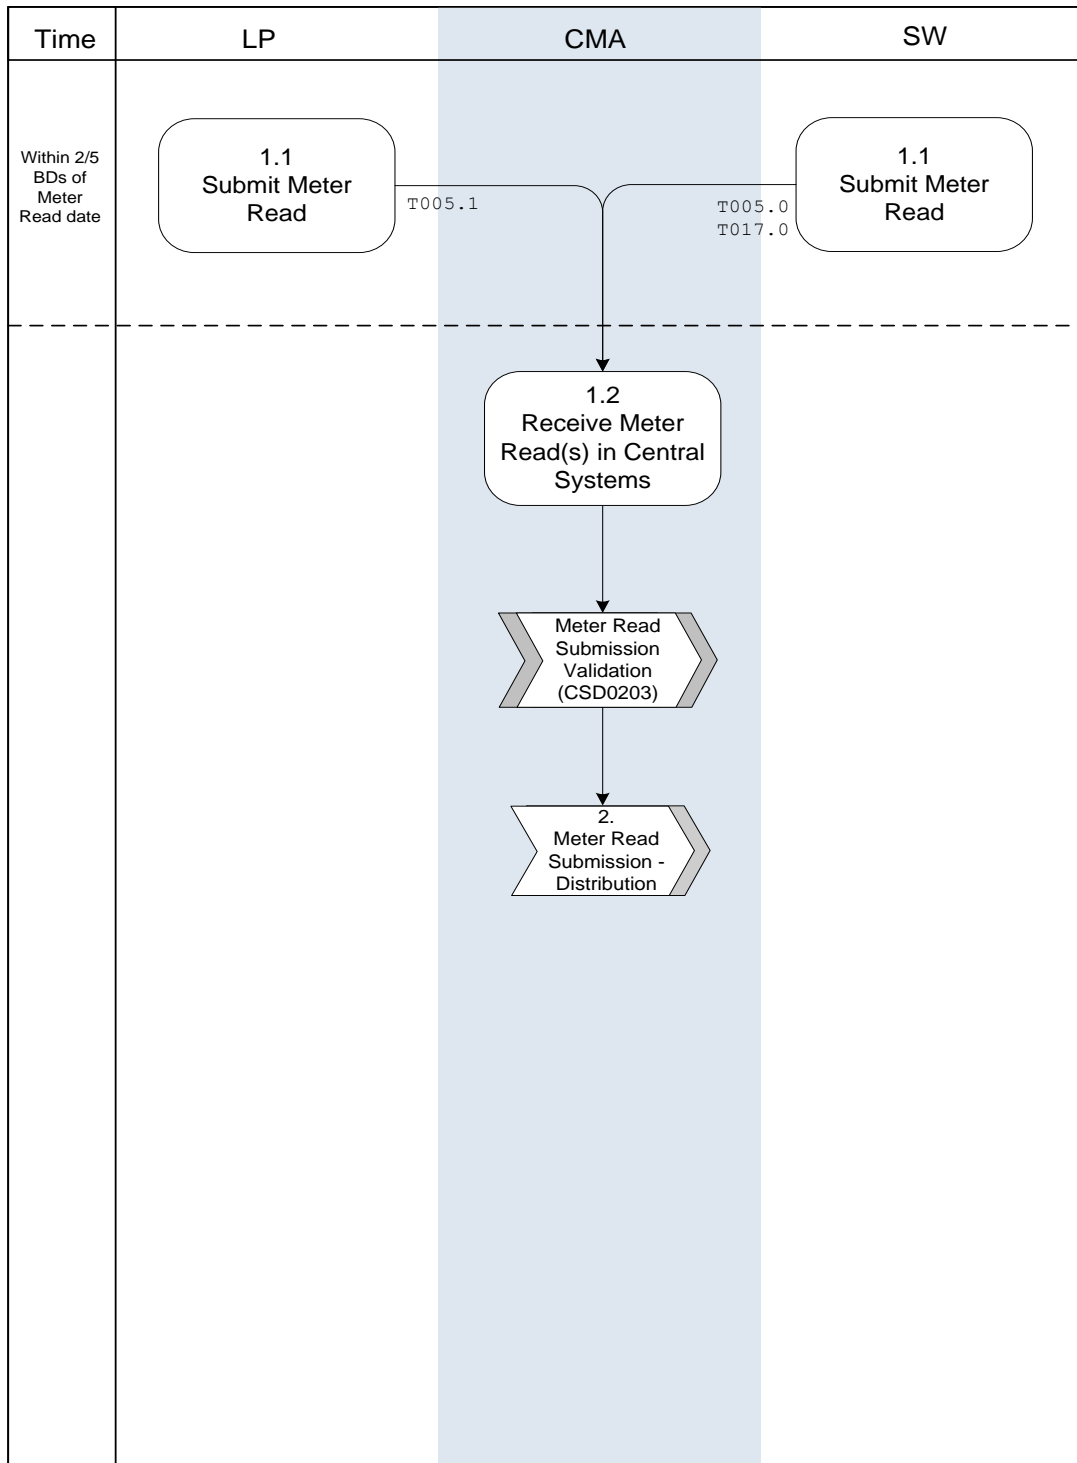 Time
LP
CMA
SW
Within 2/5
BDs of
Meter
Read date
1.1
Submit Meter
Read
T005.1
T005.0
T017.0
1.1
Submit Meter
Read
1.2
Receive Meter
Read(s) in Central
Systems
Meter Read
Submission
Validation
(CSD0203)
2.
Meter Read
Submission -
Distribution